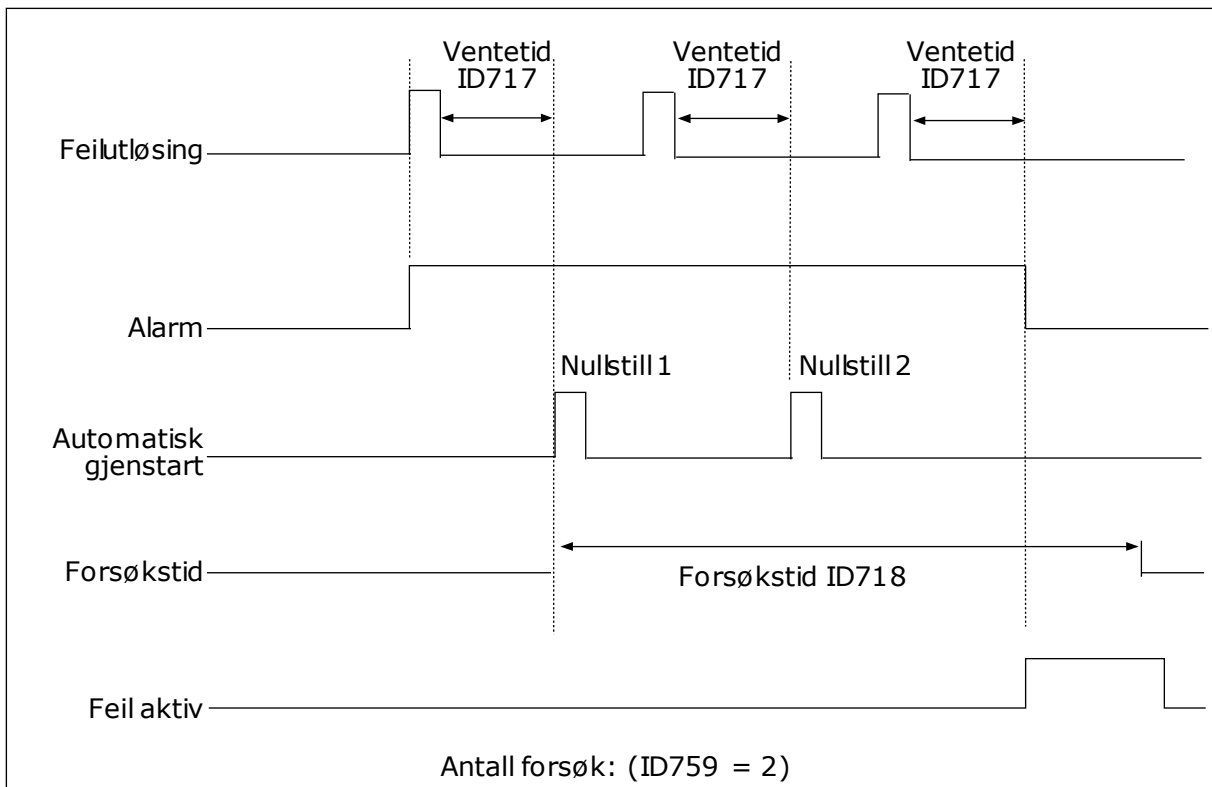 Ventetid
ID717
Ventetid
ID717
Ventetid
ID717
Feilutløsing
Alarm
Nullstill 1
Nullstill 2
Automatisk
gjenstart
Forsøkstid
Forsøkstid ID718
Feil aktiv
Antall forsøk: (ID759 = 2)